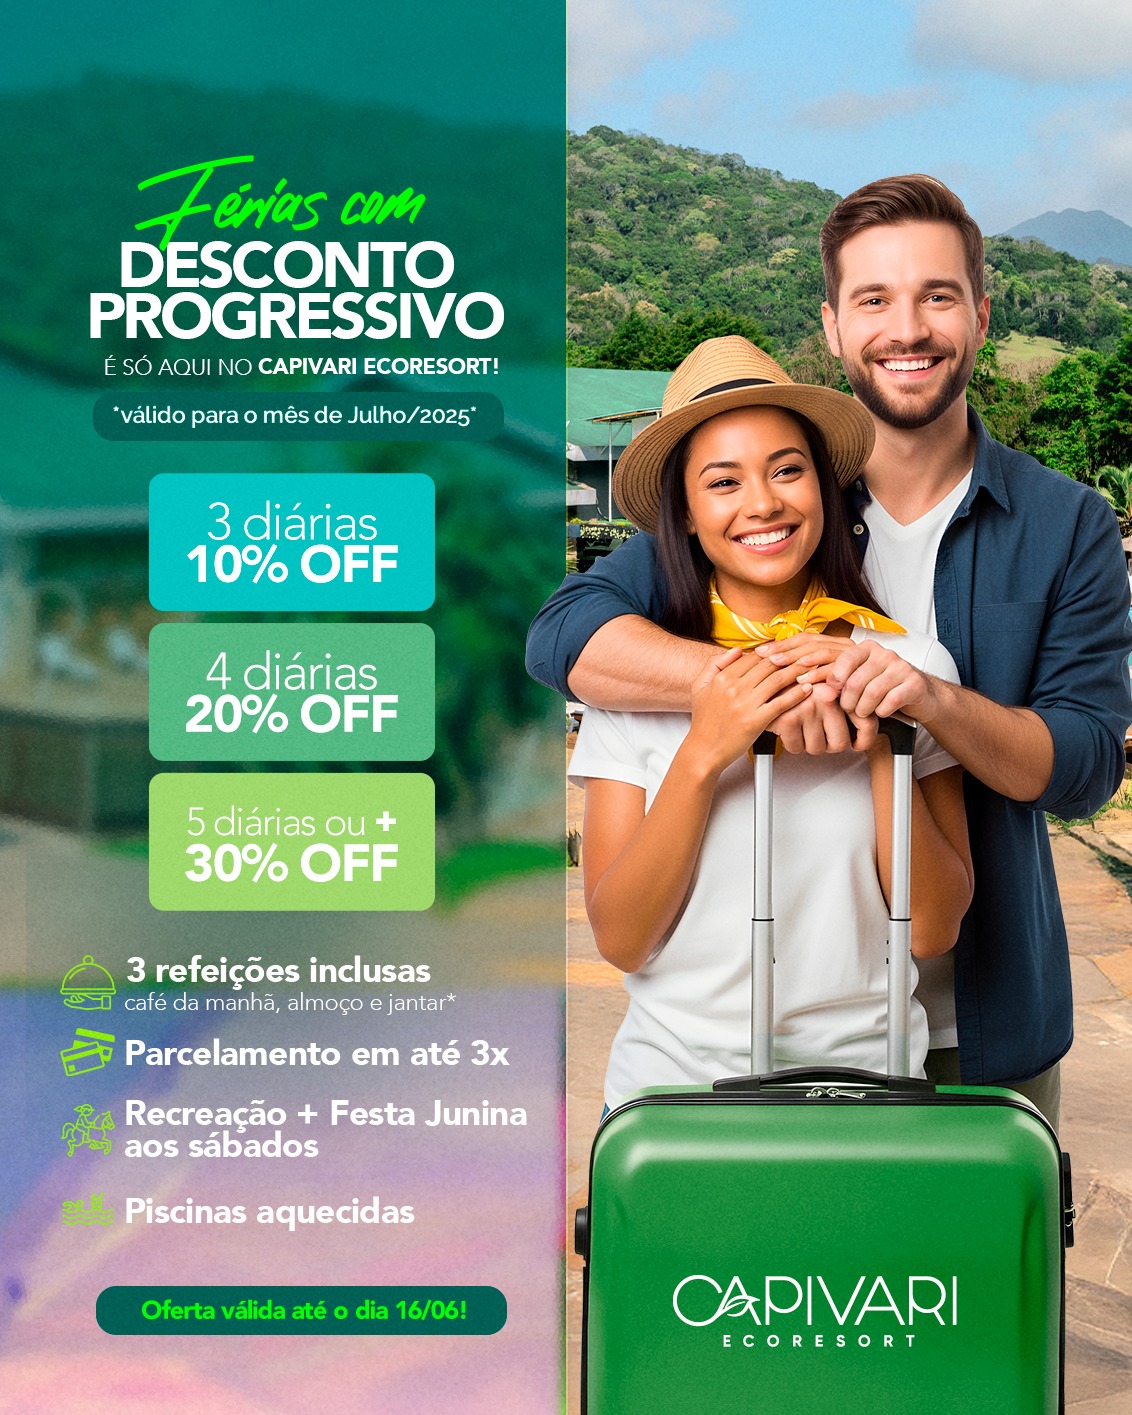 Férias com
DESCONTO
PROGRESSIVO
É SÓ AQUI NO CAPIVARI ECORESORT!
*válido para o mês de Julho/2025*
3 diárias
10% OFF
4 diárias
20% OFF
5 diárias ou +
30% OFF
3 refeições inclusas
café da manhã, almoço e jantar*
Parcelamento em até 3x
Recreação + Festa Junina
aos sábados
Piscinas aquecidas
Oferta válida até o dia 16/06!
CAPIVARI
ECORESORT